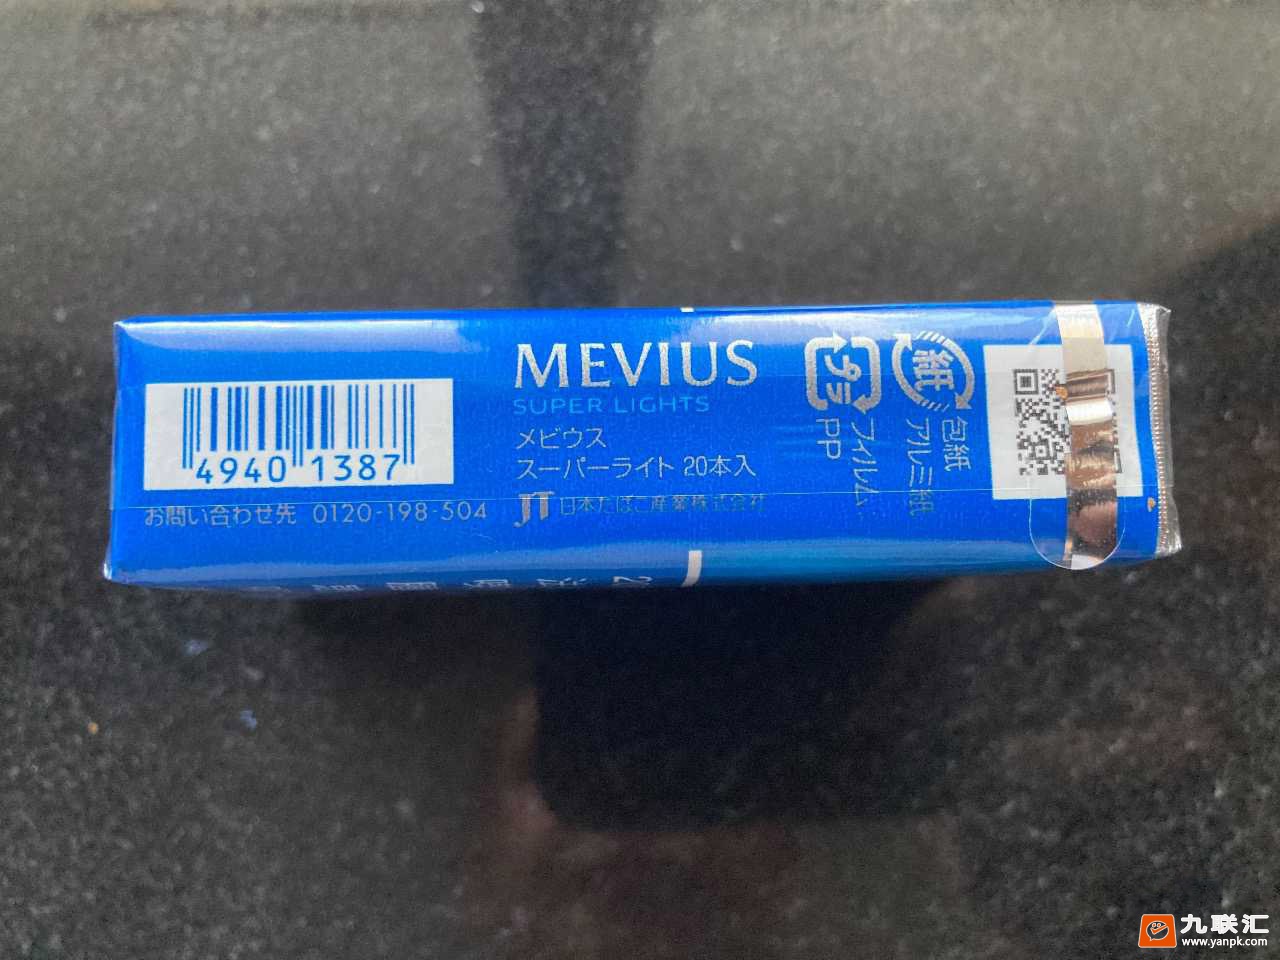 4940 1387
お問い合わせ先 0120-198-504
MEVIUS
SUPER LIGHTS
メビウス
スーパーライト 20本入
JT 日本たばこ産業株式会社
プラ
フィルム
PP
紙
包紙
アルミ紙
九联汇
www.yanpk.com